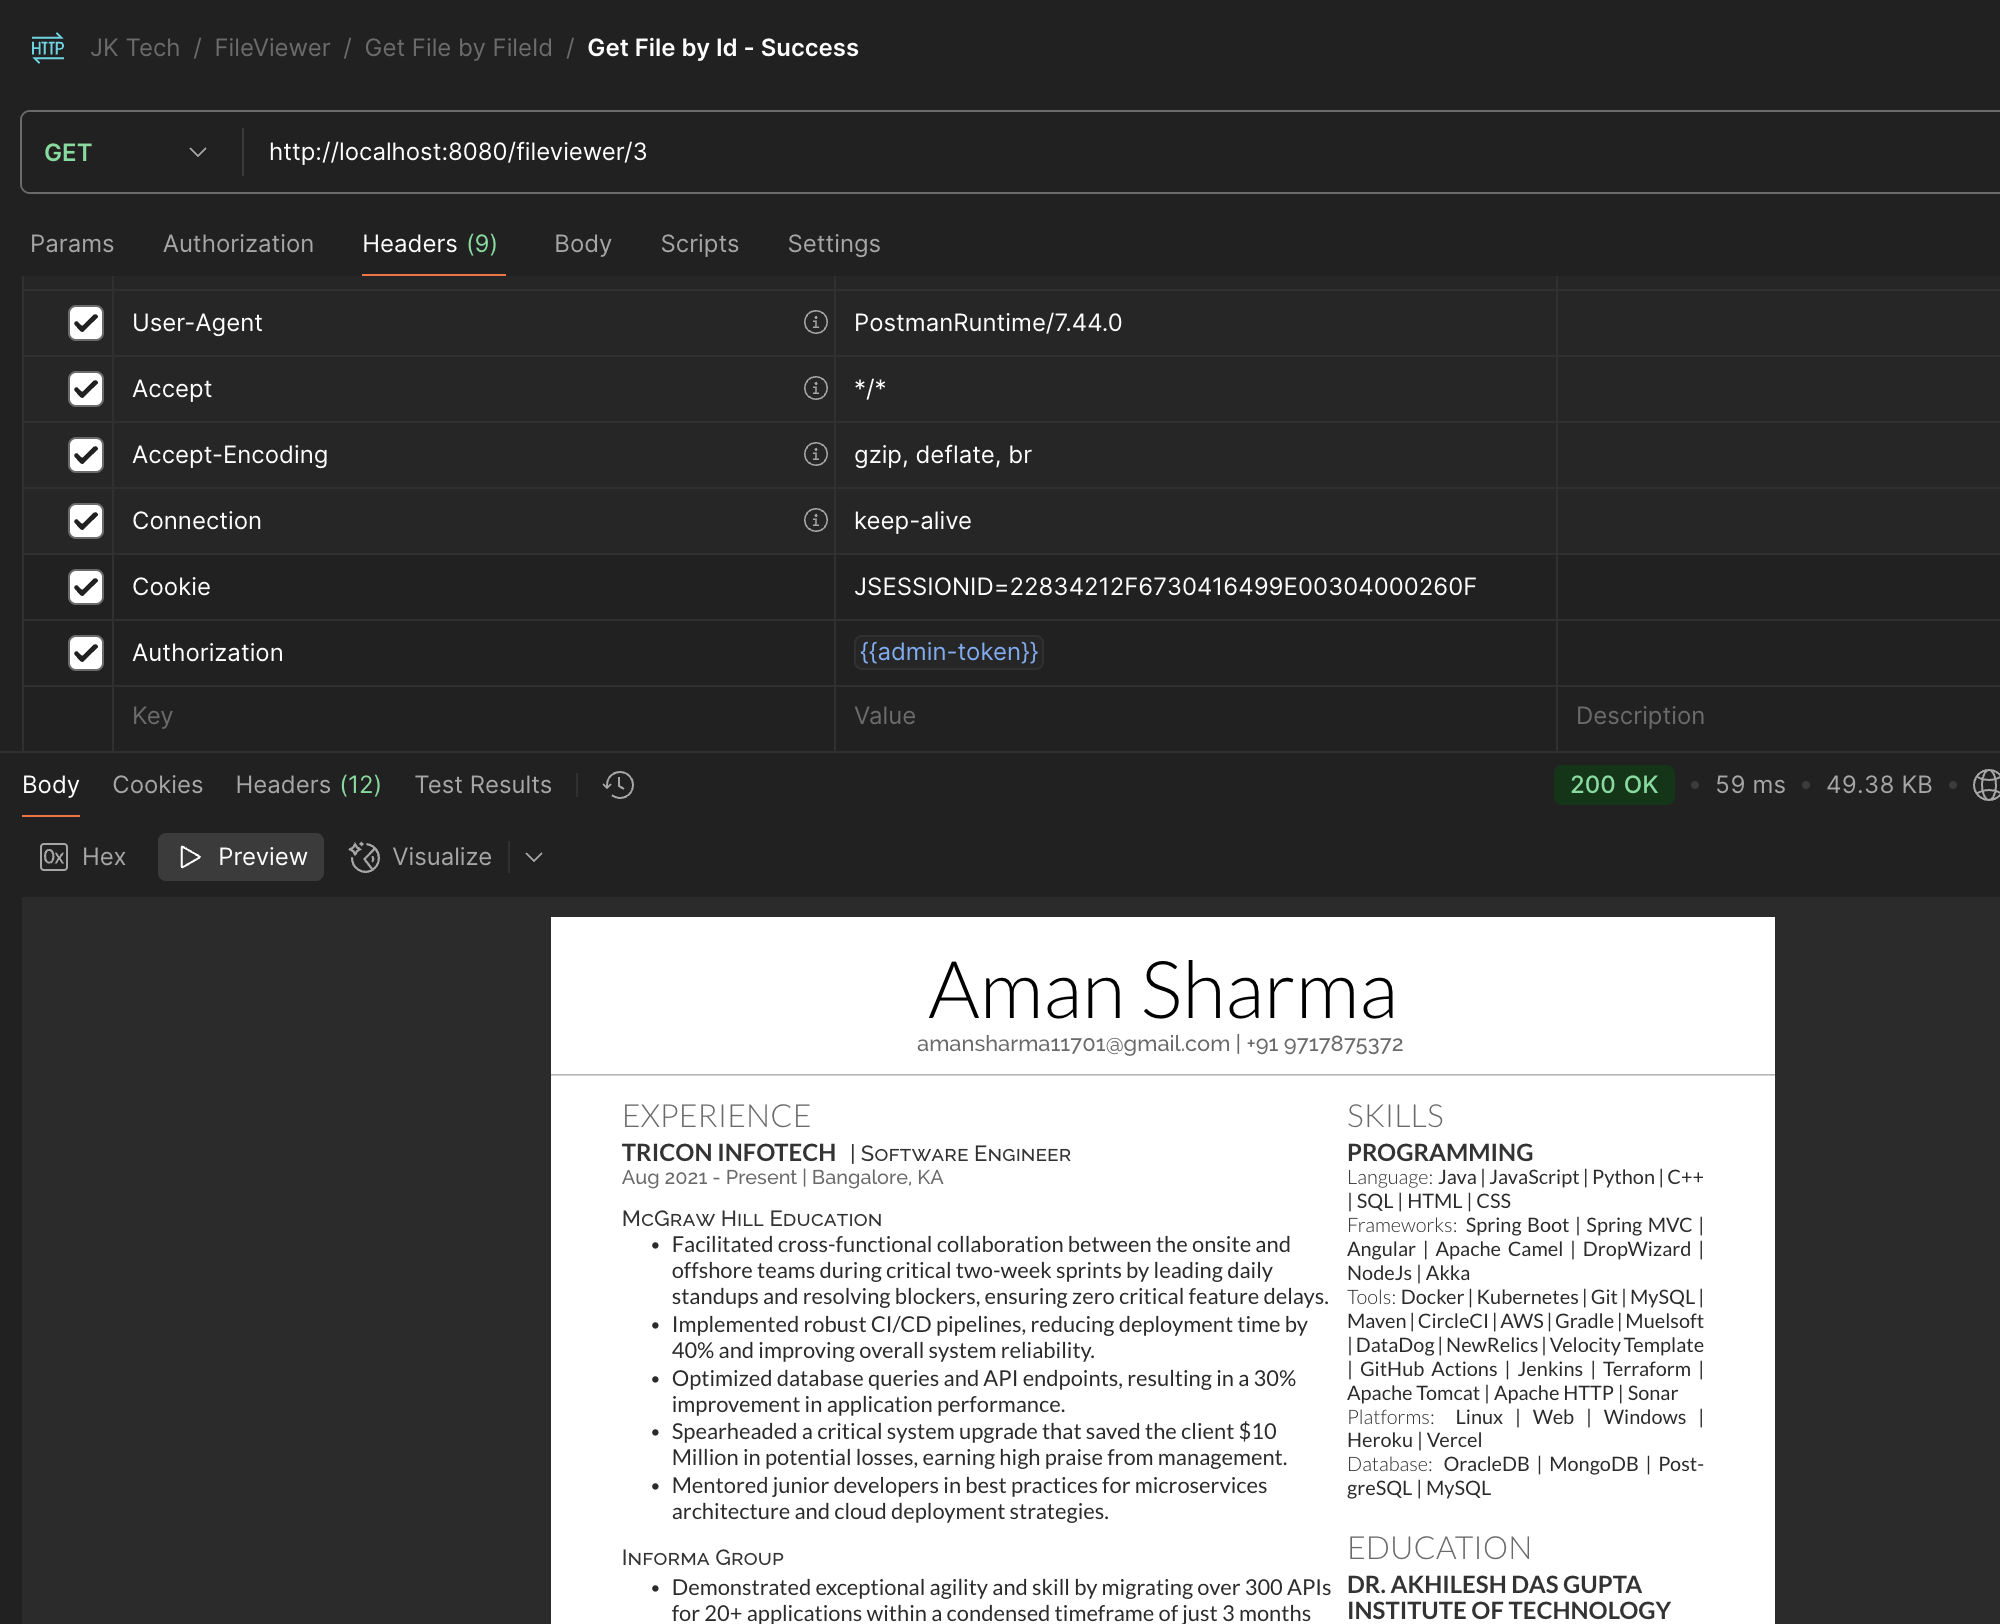 HTTP JK Tech / FileViewer / Get File by FileId / Get File by Id - Success
GET http://localhost:8080/fileviewer/3
Params Authorization Headers (9) Body Scripts Settings
User-Agent PostmanRuntime/7.44.0
Accept */*
Accept-Encoding gzip, deflate, br
Connection keep-alive
Cookie JSESSIONID=22834212F6730416499E00304000260F
Authorization {{admin-token}}
Key Value Description
Body Cookies Headers (12) Test Results 200 OK • 59 ms • 49.38 KB •
0x Hex Preview Visualize
Aman Sharma
amansharma11701@gmail.com | +91 9717875372
EXPERIENCE
TRICON INFOTECH | Software Engineer
Aug 2021 - Present | Bangalore, KA
McGraw Hill Education
• Facilitated cross-functional collaboration between the onsite and
offshore teams during critical two-week sprints by leading daily
standups and resolving blockers, ensuring zero critical feature delays.
• Implemented robust CI/CD pipelines, reducing deployment time by
40% and improving overall system reliability.
• Optimized database queries and API endpoints, resulting in a 30%
improvement in application performance.
• Spearheaded a critical system upgrade that saved the client $10
Million in potential losses, earning high praise from management.
• Mentored junior developers in best practices for microservices
architecture and cloud deployment strategies.
Informa Group
• Demonstrated exceptional agility and skill by migrating over 300 APIs
for 20+ applications within a condensed timeframe of just 3 months
SKILLS
PROGRAMMING
Language: Java | JavaScript | Python | C++
| SQL | HTML | CSS
Frameworks: Spring Boot | Spring MVC |
Angular | Apache Camel | DropWizard |
NodeJs | Akka
Tools: Docker | Kubernetes | Git | MySQL |
Maven | CircleCI | AWS | Gradle | Muelsoft
| DataDog | NewRelics | Velocity Template
| GitHub Actions | Jenkins | Terraform |
Apache Tomcat | Apache HTTP | Sonar
Platforms: Linux | Web | Windows |
Heroku | Vercel
Database: OracleDB | MongoDB | Post-
greSQL | MySQL
EDUCATION
DR. AKHILESH DAS GUPTA
INSTITUTE OF TECHNOLOGY